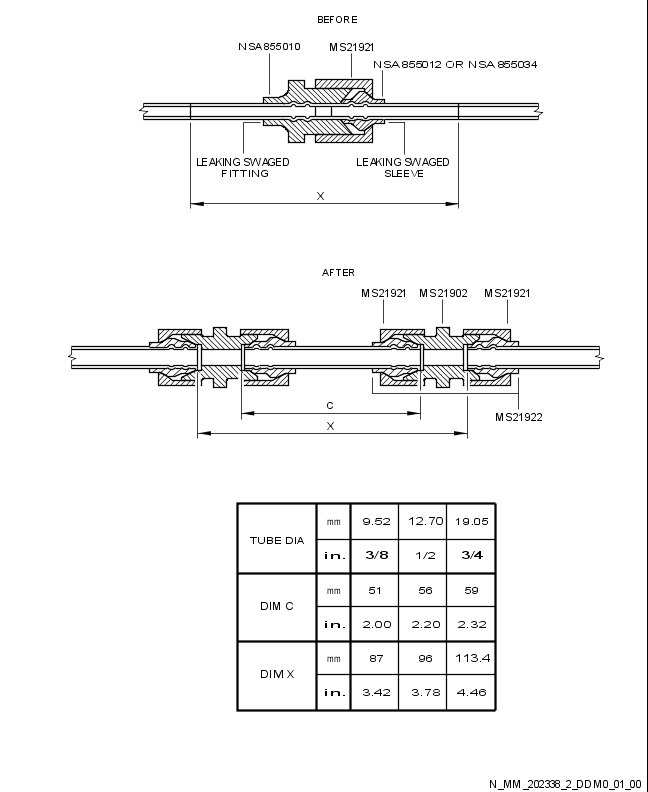 BEFORE
NSA855010
MS21921
NSA855012 OR NSA855034
LEAKING SWAGED
FITTING
LEAKING SWAGED
SLEEVE
X
AFTER
MS21921
MS21902
MS21921
C
X
MS21922
TUBE DIA mm 9.52 12.70 19.05
in. 3/8 1/2 3/4
DIM C mm 51 56 59
in. 2.00 2.20 2.32
DIM X mm 87 96 113.4
in. 3.42 3.78 4.46
N_MM_202338_2_DDM0_01_00